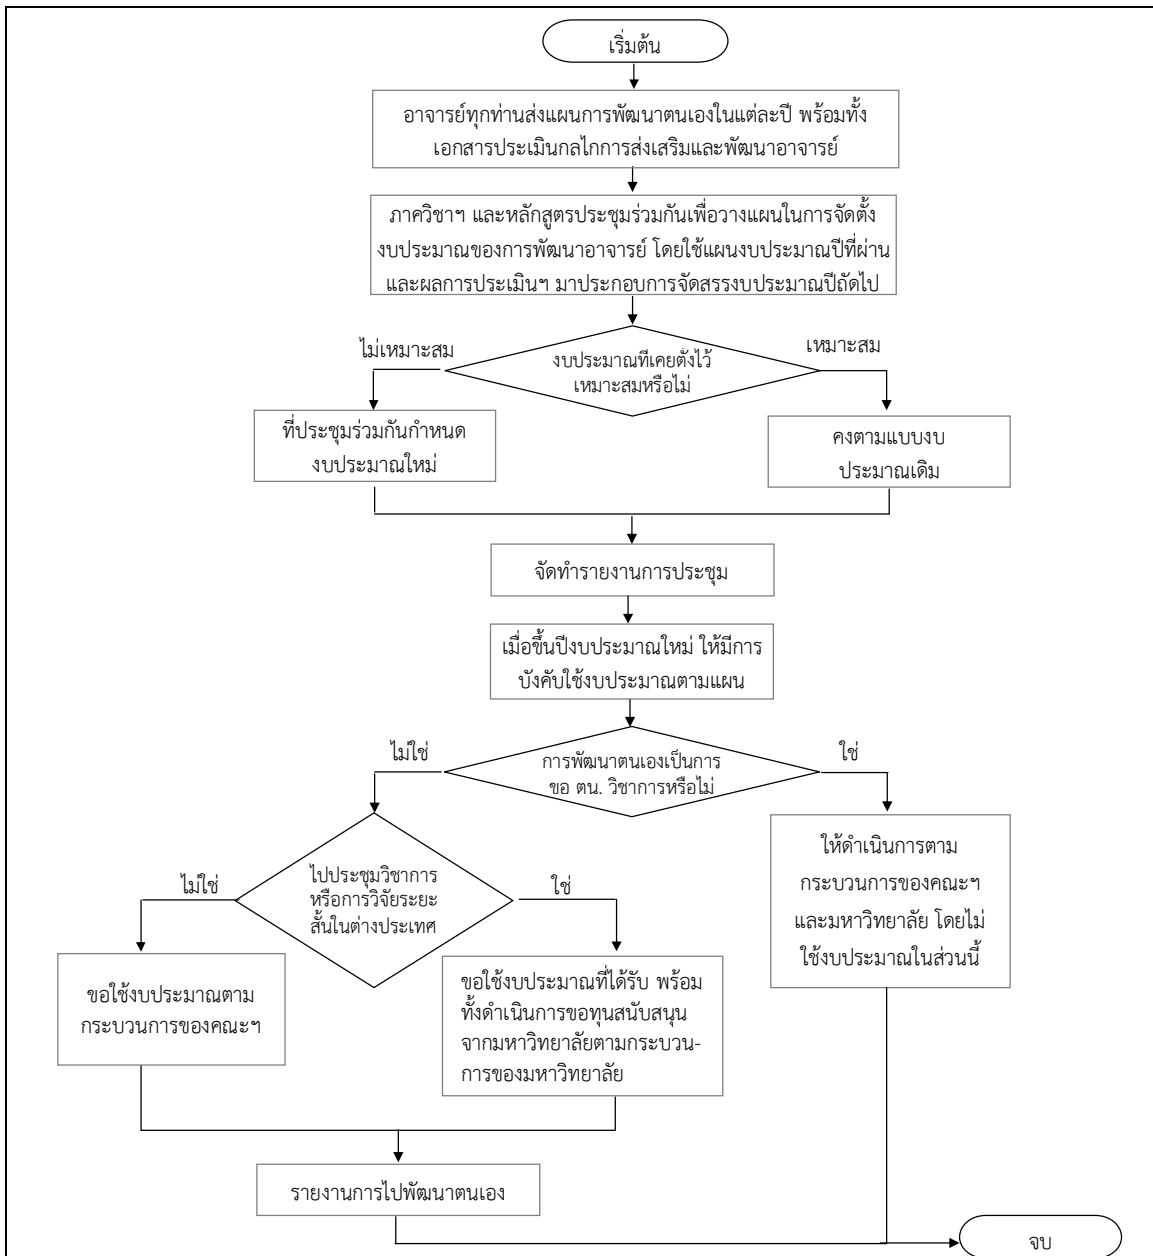 เริ่มต้น
อาจารย์ทุกท่านส่งแผนการพัฒนาตนเองในแต่ละปี พร้อมทั้ง
เอกสารประเมินกลไกการส่งเสริมและพัฒนาอาจารย์
ภาควิชาฯ และหลักสูตรประชุมร่วมกันเพื่อวางแผนในการจัดตั้ง
งบประมาณของการพัฒนาอาจารย์ โดยใช้แผนงบประมาณปีที่ผ่าน
และผลการประเมินฯ มาประกอบการจัดสรรงบประมาณปีถัดไป
ไม่เหมาะสม
เหมาะสม
งบประมาณที่เคยตั้งไว้
เหมาะสมหรือไม่
ที่ประชุมร่วมกันกำหนด
งบประมาณใหม่
คงตามแบบงบ
ประมาณเดิม
จัดทำรายงานการประชุม
เมื่อขึ้นปีงบประมาณใหม่ ให้มีการ
บังคับใช้งบประมาณตามแผน
ไม่ใช่
ใช่
การพัฒนาตนเองเป็นการ
ขอ ตน. วิชาการหรือไม่
ให้ดำเนินการตาม
กระบวนการของคณะฯ
และมหาวิทยาลัย โดยไม่
ใช้งบประมาณในส่วนนี้
ไม่ใช่
ใช่
ไปประชุมวิชาการ
หรือการวิจัยระยะ
สั้นในต่างประเทศ
ขอใช้งบประมาณตาม
กระบวนการของคณะฯ
ขอใช้งบประมาณที่ได้รับ พร้อม
ทั้งดำเนินการขอทุนสนับสนุน
จากมหาวิทยาลัยตามกระบวน-
การของมหาวิทยาลัย
รายงานการไปพัฒนาตนเอง
จบ